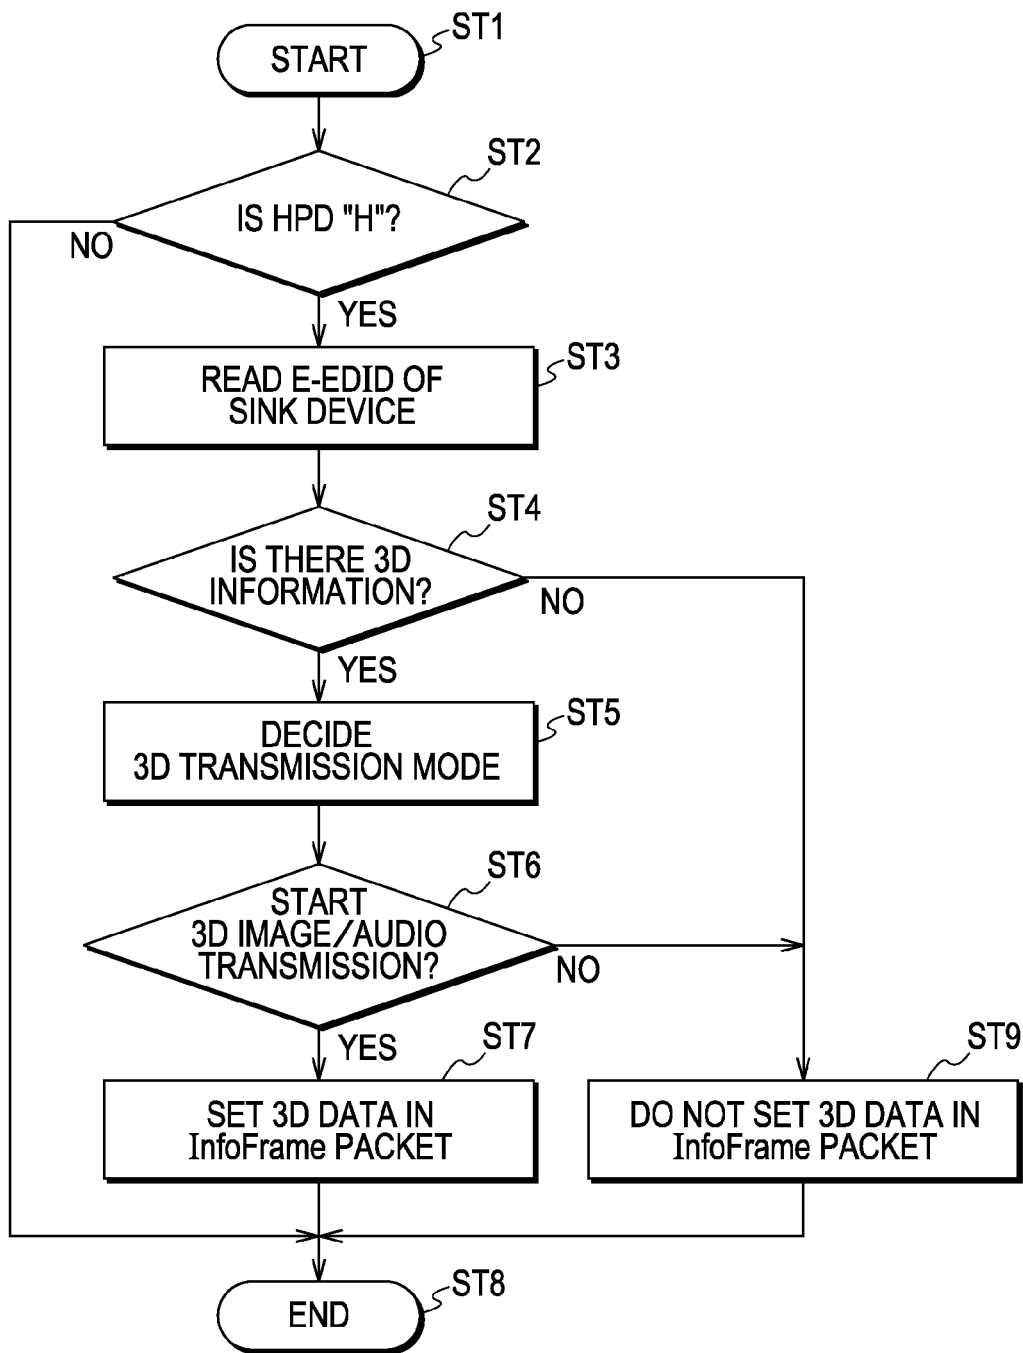 ST1
START
ST2
IS HPD "H"?
NO
YES
ST3
READ E-EDID OF
SINK DEVICE
ST4
IS THERE 3D
INFORMATION?
NO
YES
ST5
DECIDE
3D TRANSMISSION MODE
ST6
START
3D IMAGE/AUDIO
TRANSMISSION?
NO
YES
ST7
SET 3D DATA IN
InfoFrame PACKET
ST9
DO NOT SET 3D DATA IN
InfoFrame PACKET
ST8
END